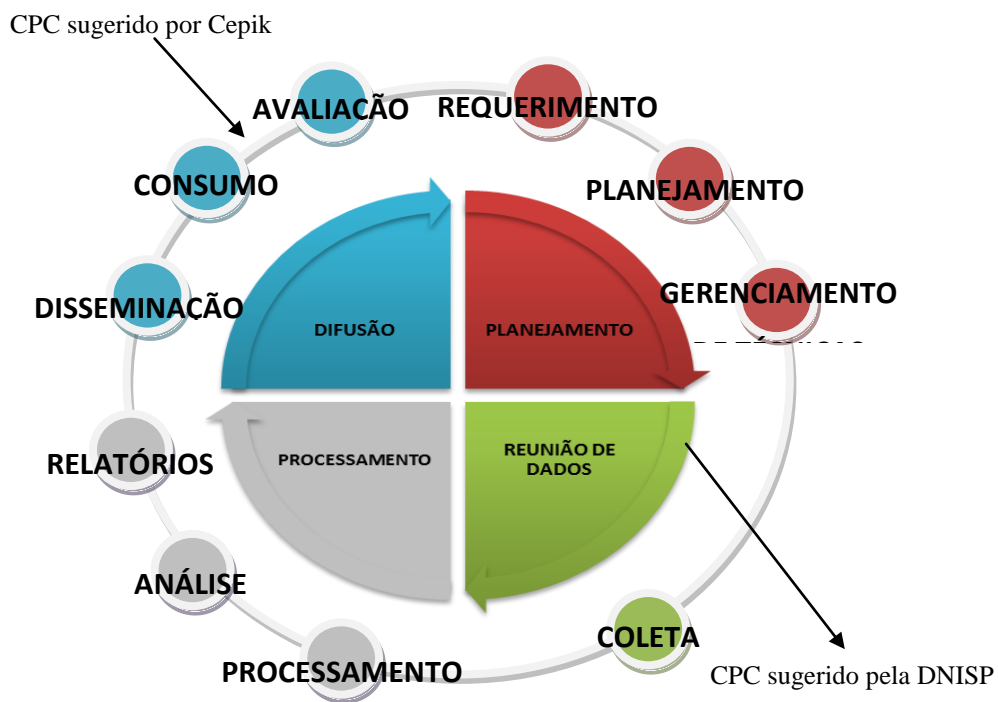 CPC sugerido por Cepik
AVALIAÇÃO
REQUERIMENTO
CONSUMO
PLANEJAMENTO
DISSEMINAÇÃO
GERENCIAMENTO
DIFUSÃO
PLANEJAMENTO
RELATÓRIOS
PROCESSAMENTO
REUNIÃO DE
DADOS
ANÁLISE
COLETA
PROCESSAMENTO
CPC sugerido pela DNISP